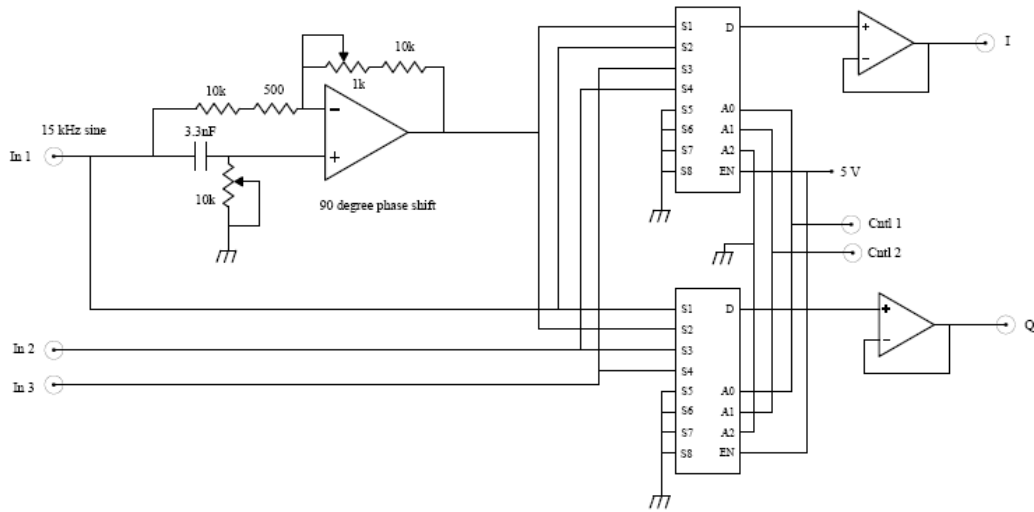 10k
1k
10k
500
15 kHz sine
3.3nF
In 1
10k
90 degree phase shift
S1
S2
S3
S4
S5
S6
S7
S8
D
A0
A1
A2
EN
I
5 V
Cntl 1
Cntl 2
In 2
In 3
S1
S2
S3
S4
S5
S6
S7
S8
D
A0
A1
A2
EN
Q